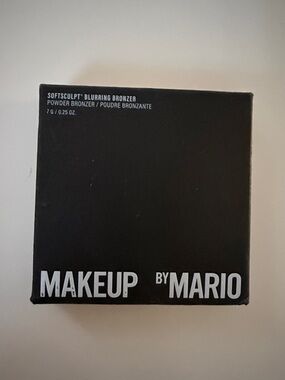 SOFTSCULPT® BLURRING BRONZER
POWDER BRONZER / POUDRE BRONZANTE
7 G / 0.25 OZ.
MAKEUP BY MARIO